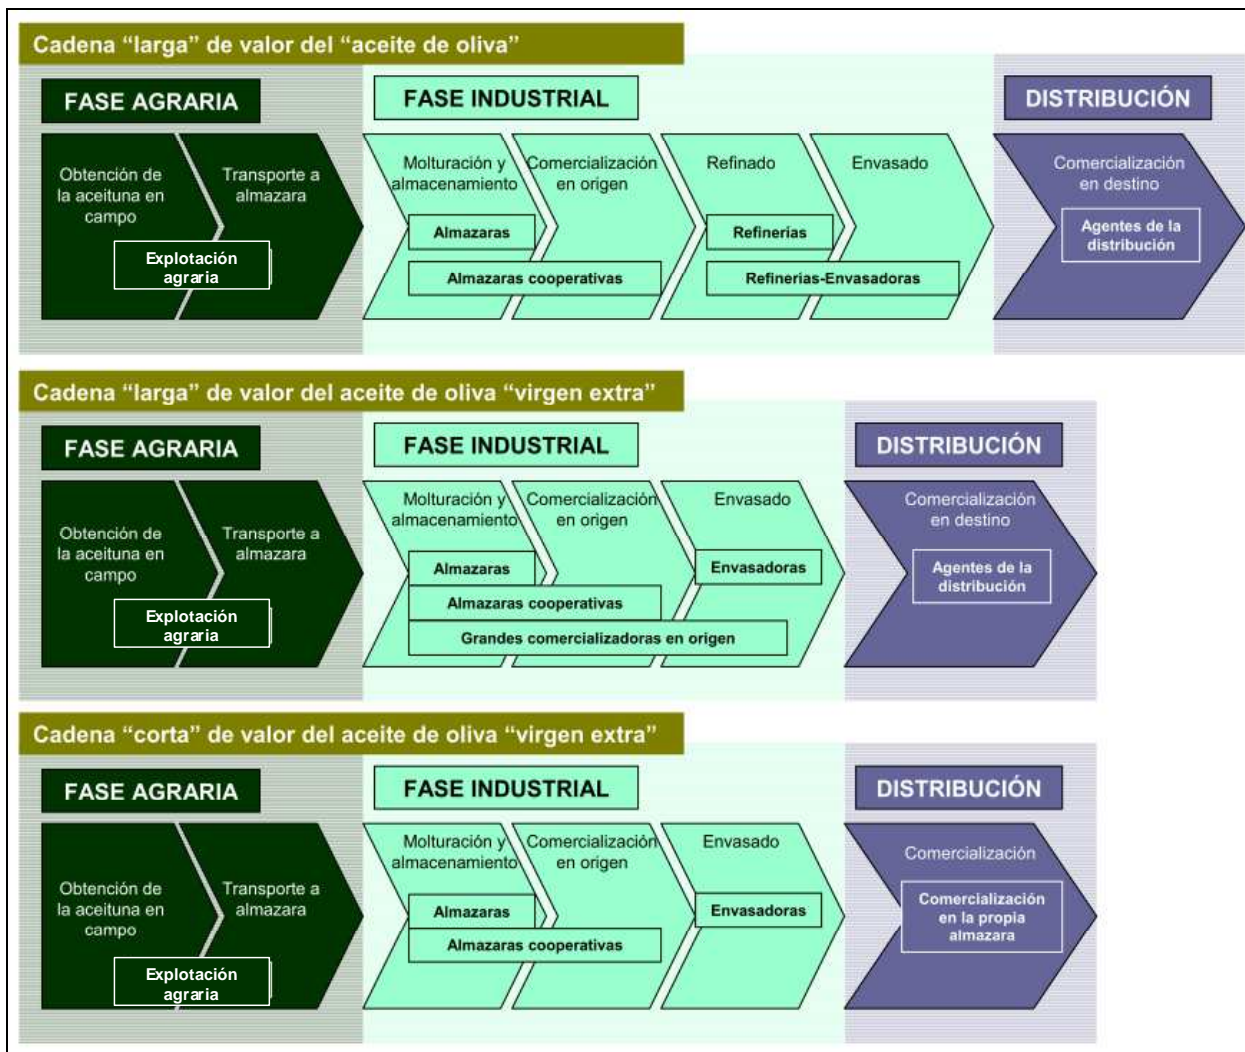 Cadena “larga” de valor del “aceite de oliva”
FASE AGRARIA
FASE INDUSTRIAL
DISTRIBUCIÓN
Obtención de
la aceituna en
campo
Transporte a
almazara
Explotación
agraria
Molturación y
almacenamiento
Comercialización
en origen
Refinado
Envasado
Almazaras
Refinerías
Almazaras cooperativas
Refinerias-Envasadoras
Comercialización
en destino
Agentes de la
distribución
Cadena “larga” de valor del aceite de oliva “virgen extra”
FASE AGRARIA
FASE INDUSTRIAL
DISTRIBUCIÓN
Obtención de
la aceituna en
campo
Transporte a
almazara
Explotación
agraria
Molturación y
almacenamiento
Comercialización
en origen
Envasado
Almazaras
Envasadoras
Almazaras cooperativas
Grandes comercializadoras en origen
Comercialización
en destino
Agentes de la
distribución
Cadena “corta” de valor del aceite de oliva “virgen extra”
FASE AGRARIA
FASE INDUSTRIAL
DISTRIBUCIÓN
Obtención de
la aceituna en
campo
Transporte a
almazara
Explotación
agraria
Molturación y
almacenamiento
Comercialización
en origen
Envasado
Almazaras
Envasadoras
Almazaras cooperativas
Comercialización
Comercialización
en la propia
almazara